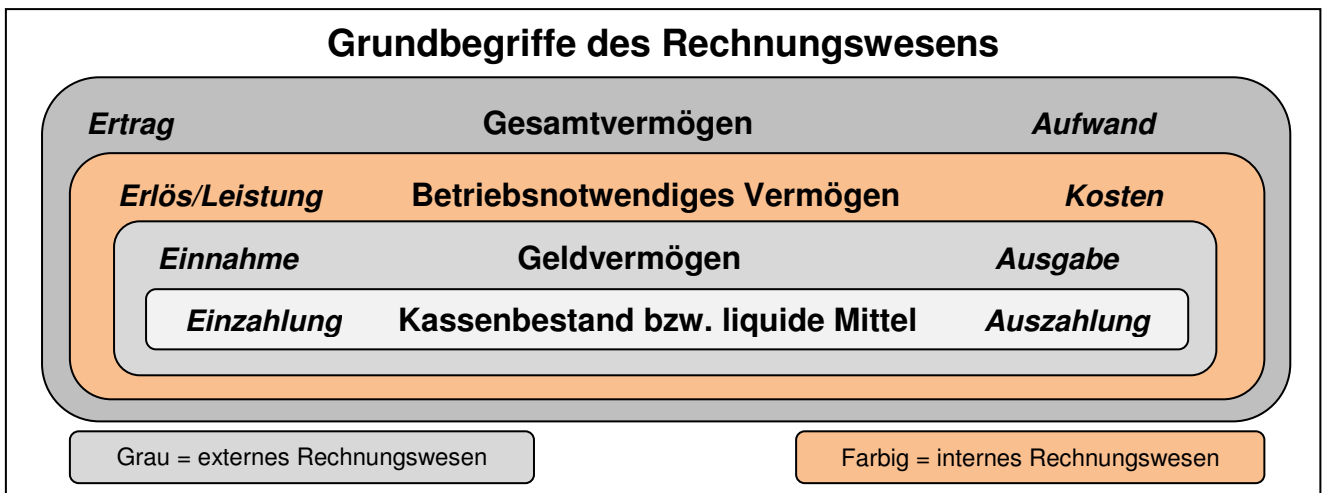 Grundbegriffe des Rechnungswesens
Ertrag Gesamtvermögen Aufwand
Erlös/Leistung Betriebsnotwendiges Vermögen Kosten
Einnahme Geldvermögen Ausgabe
Einzahlung Kassenbestand bzw. liquide Mittel Auszahlung
Grau = externes Rechnungswesen Farbig = internes Rechnungswesen